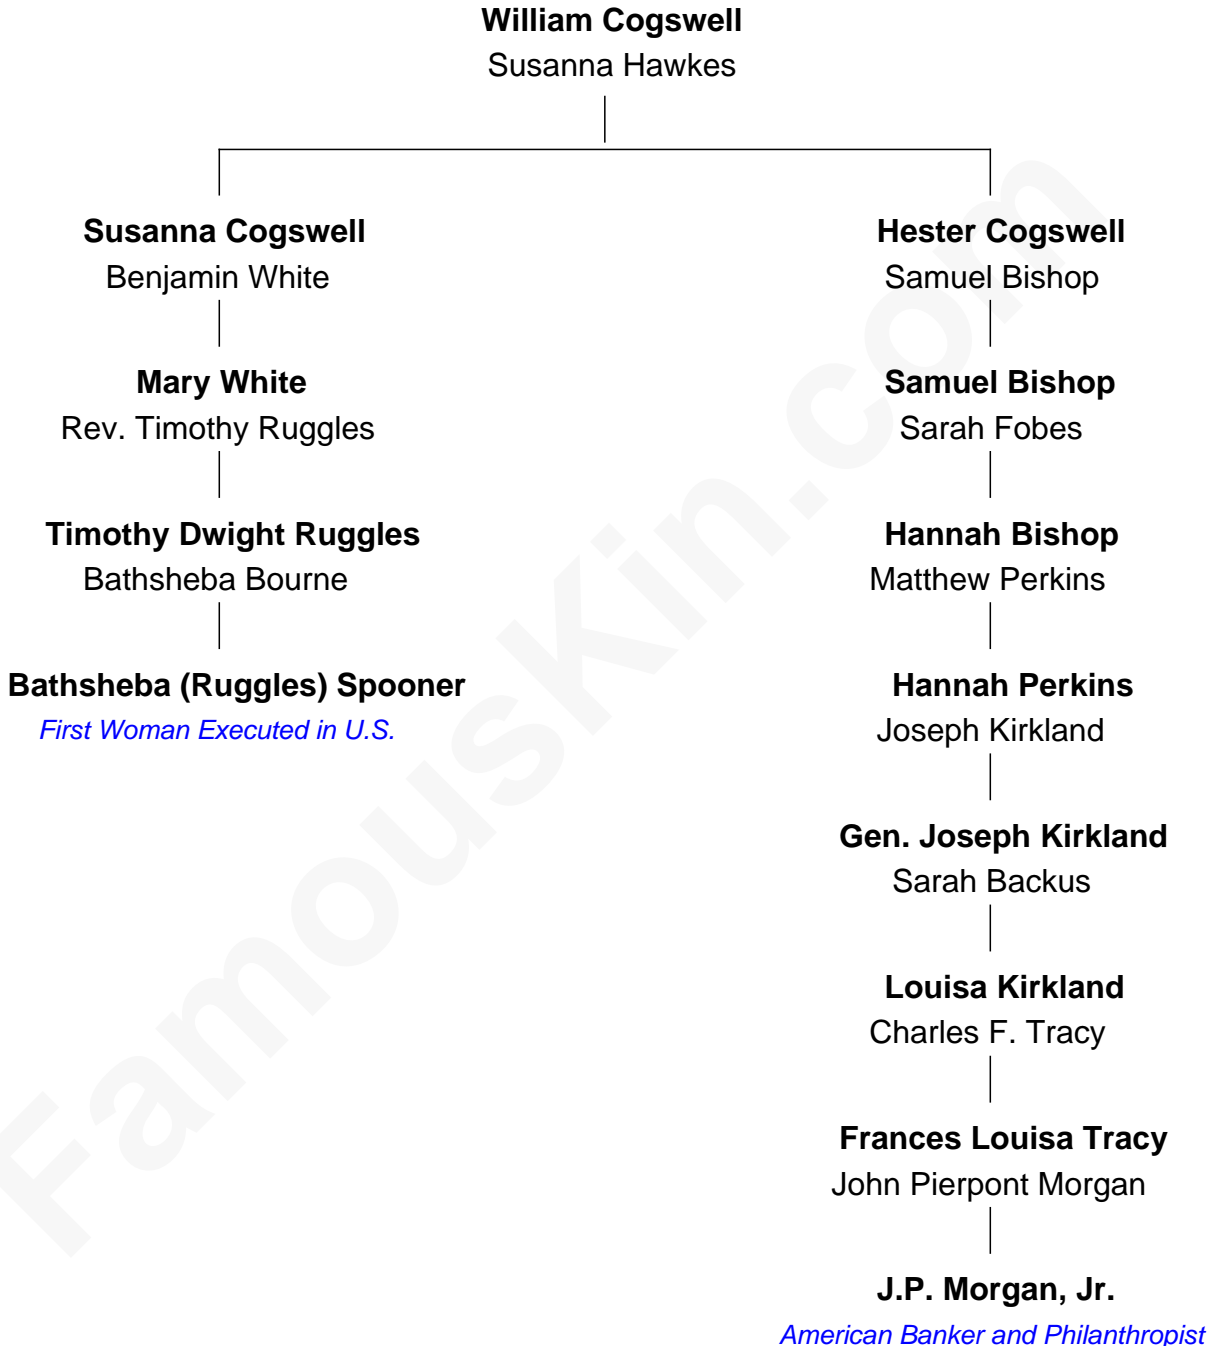 William Cogswell
Susanna Hawkes
Susanna Cogswell
Benjamin White
Mary White
Rev. Timothy Ruggles
Timothy Dwight Ruggles
Bathsheba Bourne
Bathsheba (Ruggles) Spooner
First Woman Executed in U.S.
Hester Cogswell
Samuel Bishop
Samuel Bishop
Sarah Fobes
Hannah Bishop
Matthew Perkins
Hannah Perkins
Joseph Kirkland
Gen. Joseph Kirkland
Sarah Backus
Louisa Kirkland
Charles F. Tracy
Frances Louisa Tracy
John Pierpont Morgan
J.P. Morgan, Jr.
American Banker and Philanthropist
FamousKin.com